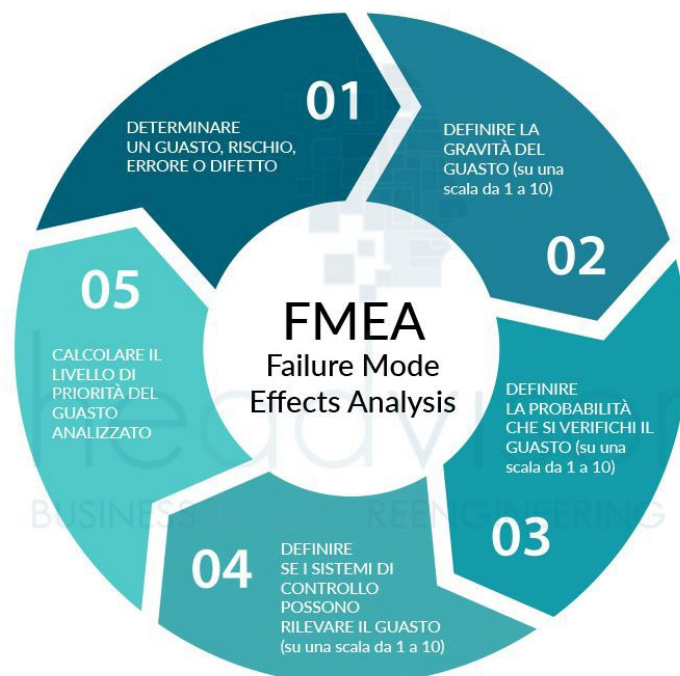 01
DETERMINARE
UN GUASTO, RISCHIO,
ERRORE O DIFETTO
DEFINIRE LA
GRAVITÀ DEL
GUASTO (su una
scala da 1 a 10)
02
DEFINIRE
LA PROBABILITÀ
CHE SI VERIFICHI IL
GUASTO (su una
scala da 1 a 10)
03
04
DEFINIRE
SE I SISTEMI DI
CONTROLLO
POSSONO
RILEVARE IL GUASTO
(su una scala da 1 a 10)
05
CALCOLARE IL
LIVELLO DI
PRIORITÀ DEL
GUASTO
ANALIZZATO
FMEA
Failure Mode
Effects Analysis
headvisor
BUSINESS REENGINEERING